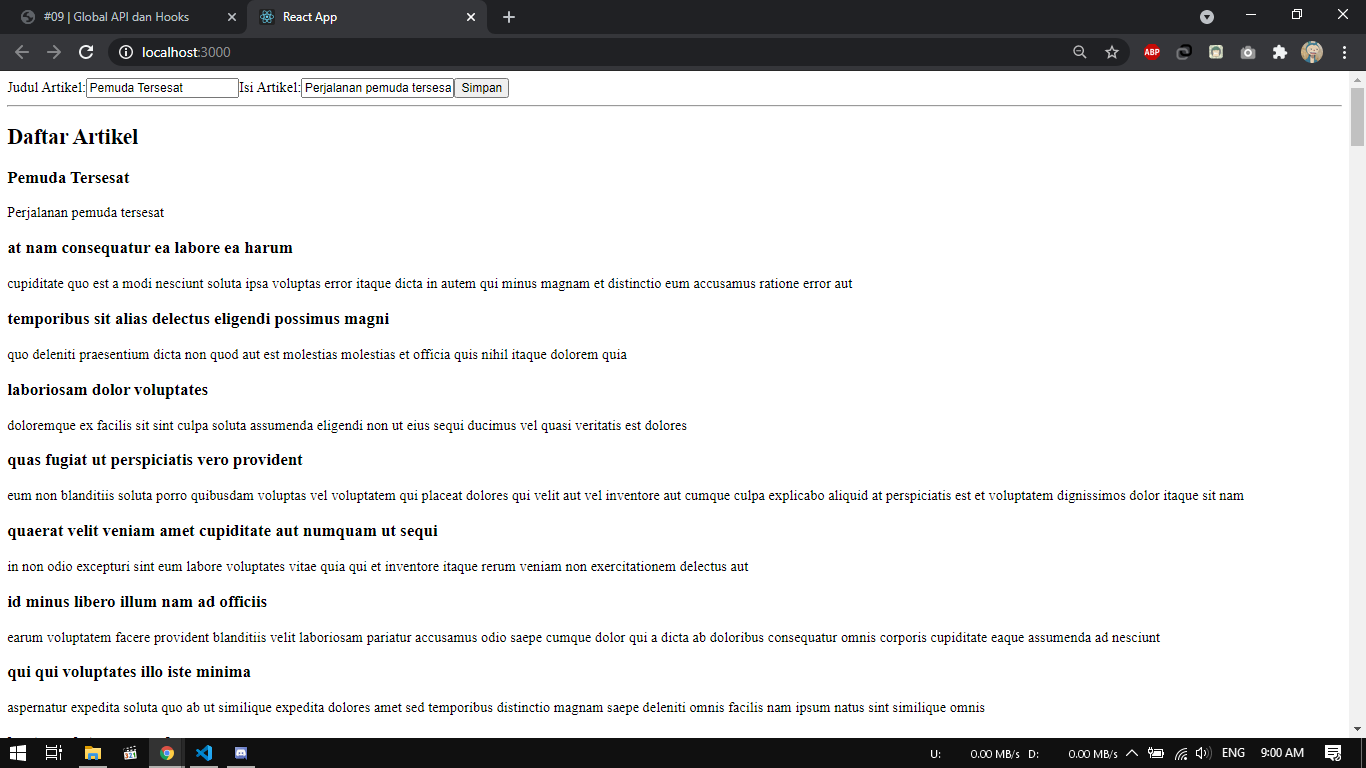 #09 | Global API dan Hooks
React App
localhost:3000
ABP
Judul Artikel: Pemuda Tersesat Isi Artikel: Perjalanan pemuda tersesa Simpan
Daftar Artikel
Pemuda Tersesat
Perjalanan pemuda tersesat
at nam consequatur ea labore ea harum
cupiditate quo est a modi nesciunt soluta ipsa voluptas error itaque dicta in autem qui minus magnam et distinctio eum accusamus ratione error aut
temporibus sit alias delectus eligendi possimus magni
quo deleniti praesentium dicta non quod aut est molestias molestias et officia quis nihil itaque dolorem quia
laboriosam dolor voluptates
doloremque ex facilis sit sint culpa soluta assumenda eligendi non ut eius sequi ducimus vel quasi veritatis est dolores
quas fugiat ut perspiciatis vero provident
eum non blanditiis soluta porro quibusdam voluptas vel voluptatem qui placeat dolores qui velit aut vel inventore aut cumque culpa explicabo aliquid at perspiciatis est et voluptatem dignissimos dolor itaque sit nam
quaerat velit veniam amet cupiditate aut numquam ut sequi
in non odio excepturi sint eum labore voluptates vitae quia qui et inventore itaque rerum veniam non exercitationem delectus aut
id minus libero illum nam ad officiis
earum voluptatem facere provident blanditiis velit laboriosam pariatur accusamus odio saepe cumque dolor qui a dicta ab doloribus consequatur omnis corporis cupiditate eaque assumenda ad nesciunt
qui qui voluptates illo iste minima
aspernatur expedita soluta quo ab ut similique expedita dolores amet sed temporibus distinctio magnam saepe deleniti omnis facilis nam ipsum natus sint similique omnis
U: 0.00 MB/s D: 0.00 MB/s ENG 9:00 AM